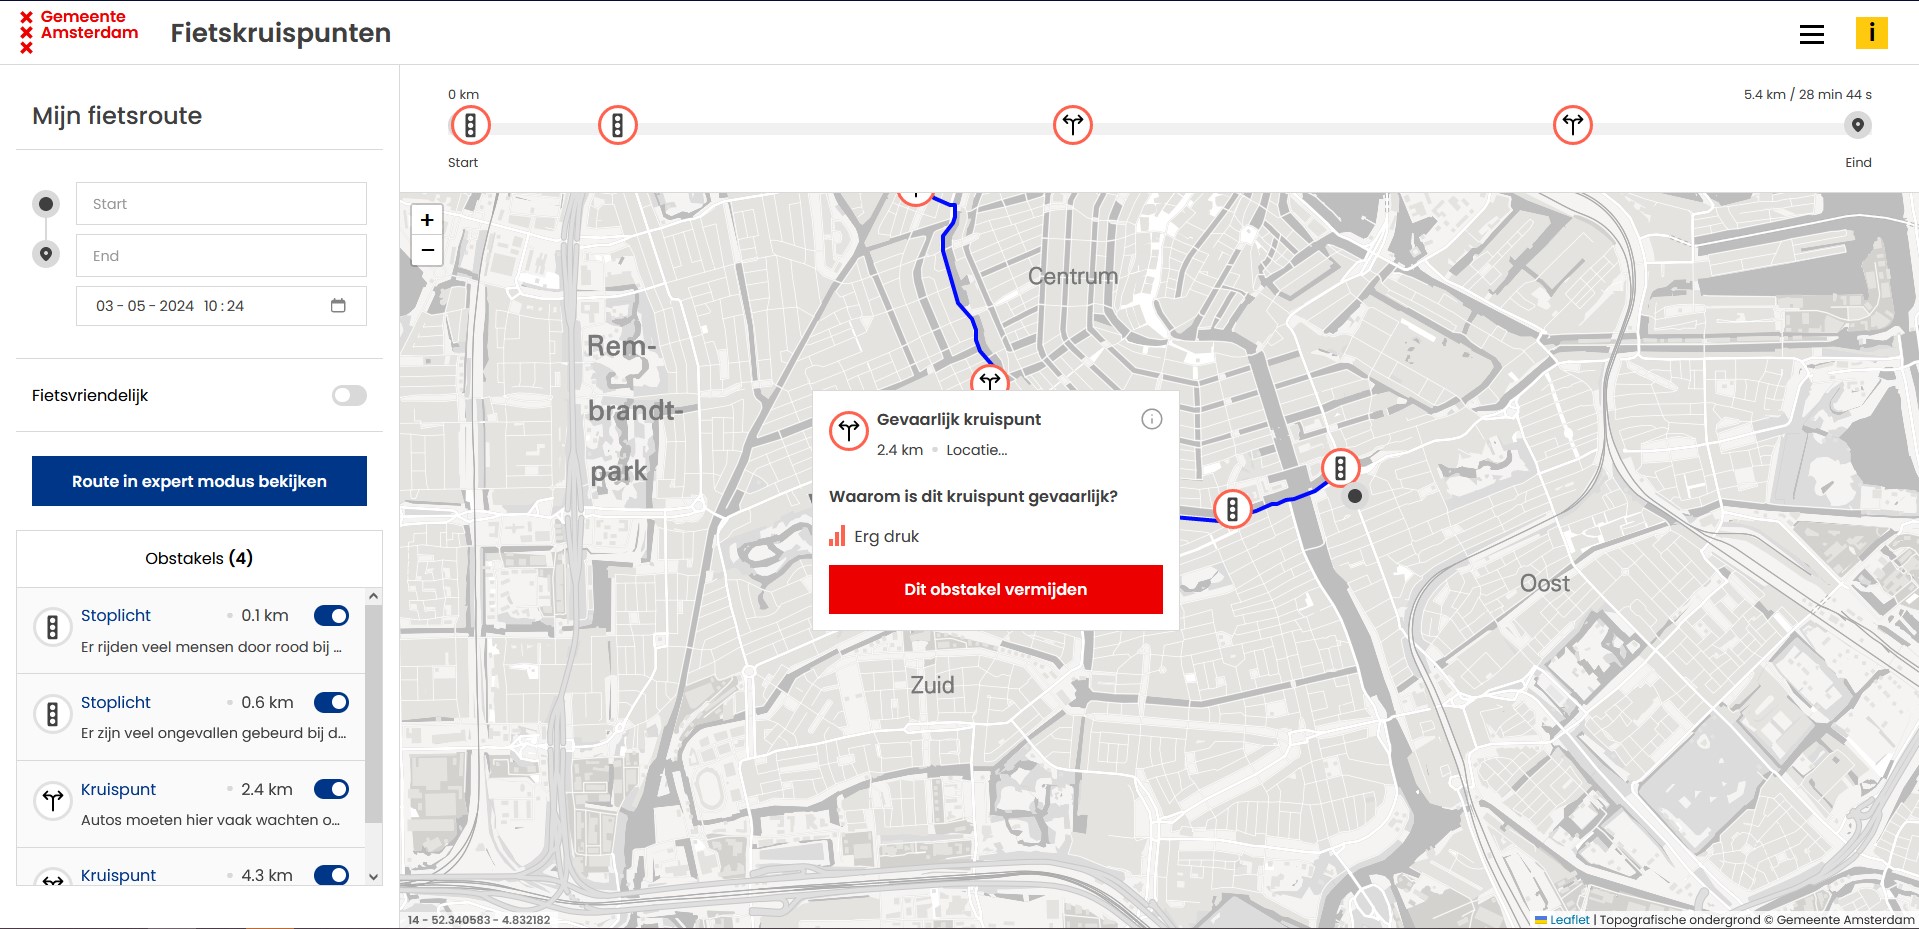 Gemeente
Amsterdam
Fietskruispunten
i
Mijn fietsroute
Start
End
03 - 05 - 2024 10 : 24
Fietsvriendelijk
Route in expert modus bekijken
Obstakels (4)
Stoplicht 0.1 km
Er rijden veel mensen door rood bij ...
Stoplicht 0.6 km
Er zijn veel ongevallen gebeurd bij d...
Kruispunt 2.4 km
Autos moeten hier vaak wachten o...
Kruispunt 4.3 km
0 km
5.4 km / 28 min 44 s
Start
Eind
+
−
Centrum
Rem-
brandt-
park
Gevaarlijk kruispunt
2.4 km Locatie...
Waarom is dit kruispunt gevaarlijk?
Erg druk
Dit obstakel vermijden
Oost
Zuid
14 - 52.340583 - 4.832182
Leaflet | Topografische ondergrond © Gemeente Amsterdam